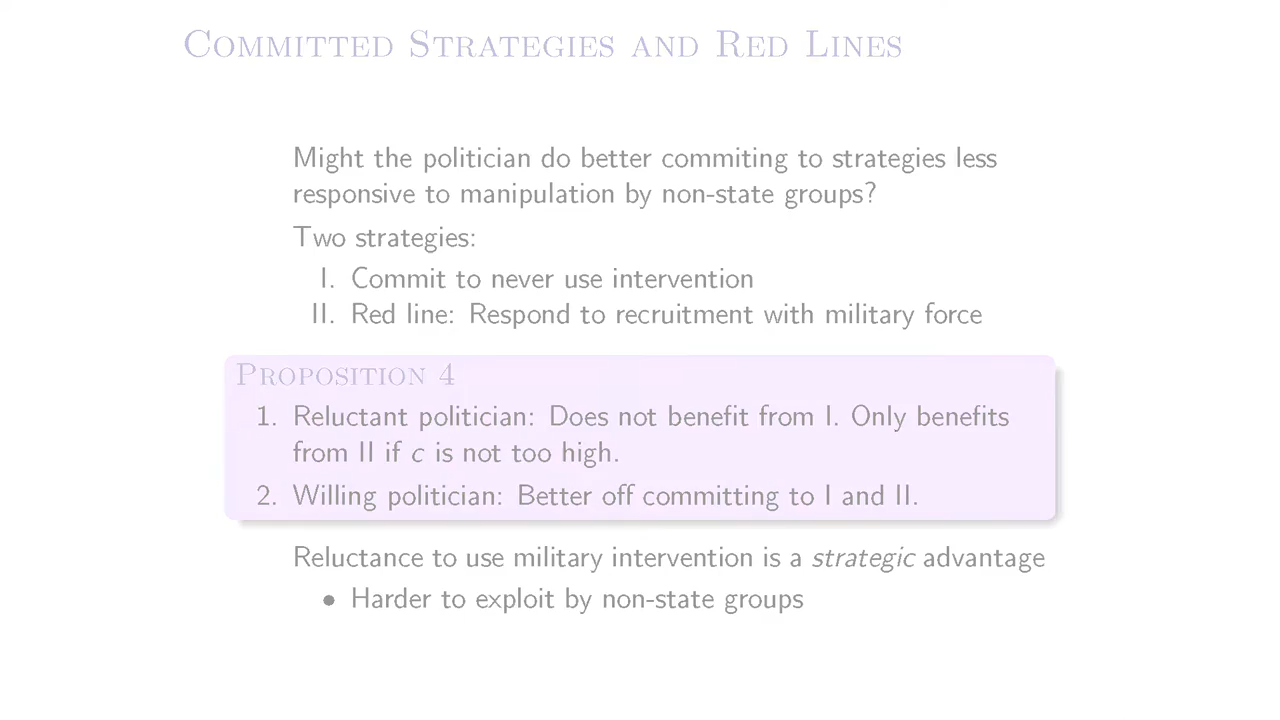 Committed Strategies and Red Lines
Might the politician do better commiting to strategies less
responsive to manipulation by non-state groups?
Two strategies:
I. Commit to never use intervention
II. Red line: Respond to recruitment with military force
Proposition 4
1. Reluctant politician: Does not benefit from I. Only benefits
from II if c is not too high.
2. Willing politician: Better off committing to I and II.
Reluctance to use military intervention is a strategic advantage
• Harder to exploit by non-state groups